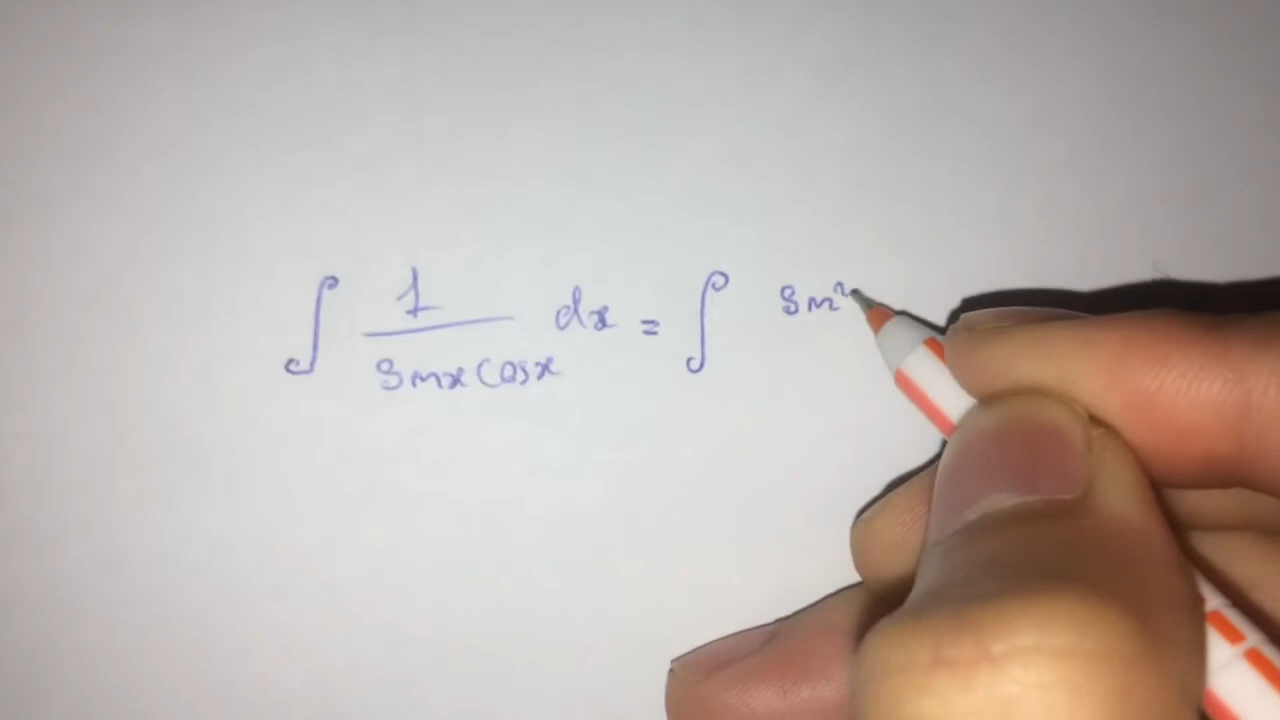 ∫ 1 / sinx cosx dx = ∫ sin²